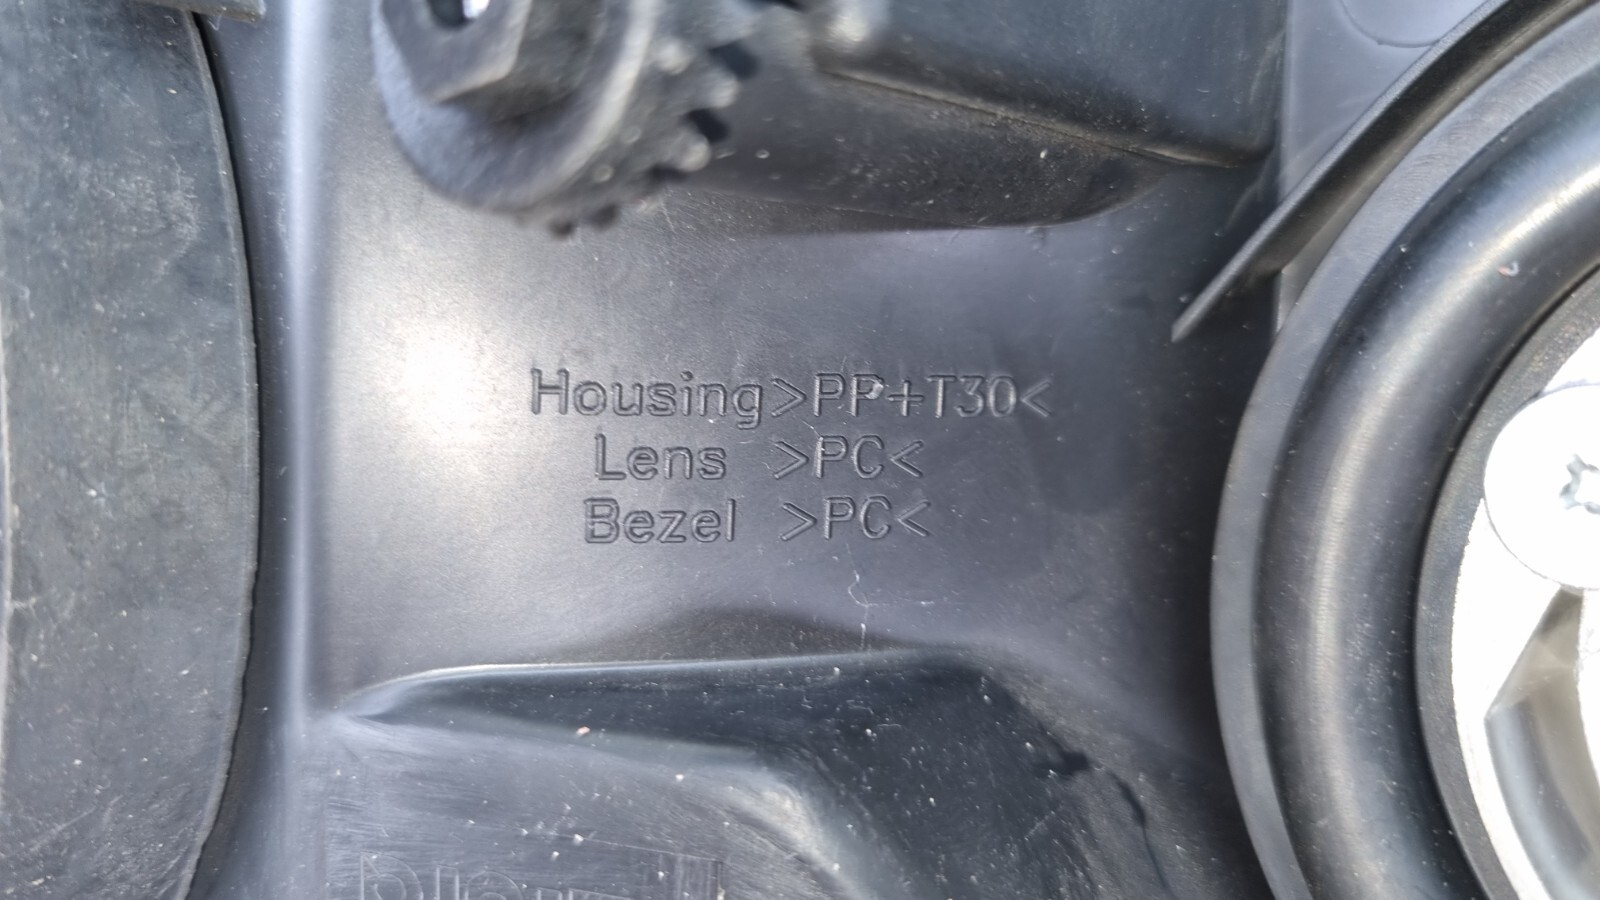 Housing>PP+T30<
Lens >PC<
Bezel >PC<